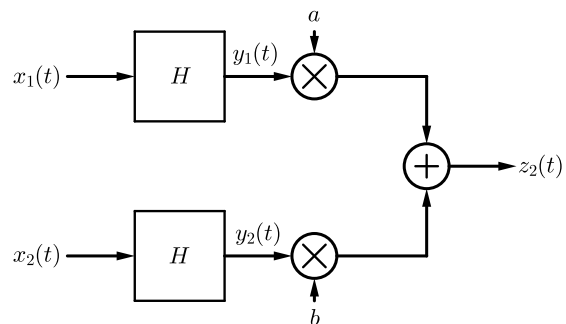 a
x₁(t) H y₁(t)
z₂(t)
x₂(t) H y₂(t)
b